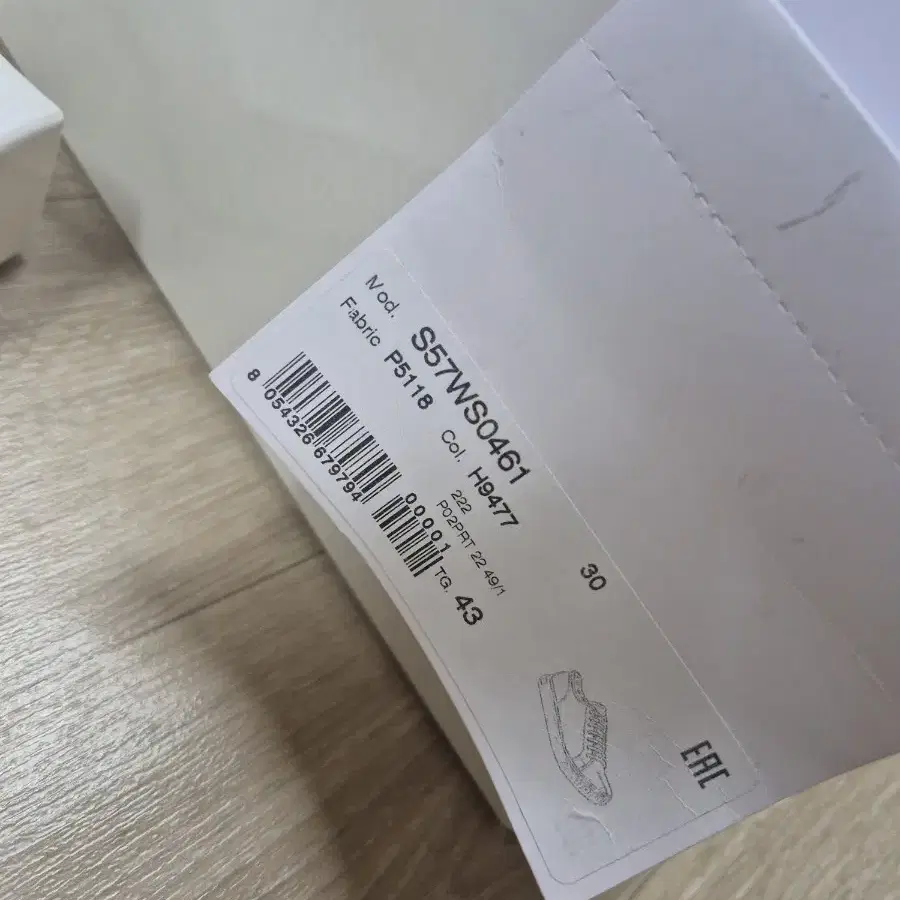 Mod. S57WS0461
Fabric P5118 Col. H9477
222
P02PRT 22 49/1
8 054326 679794
00001
TG. 43
30
EAC